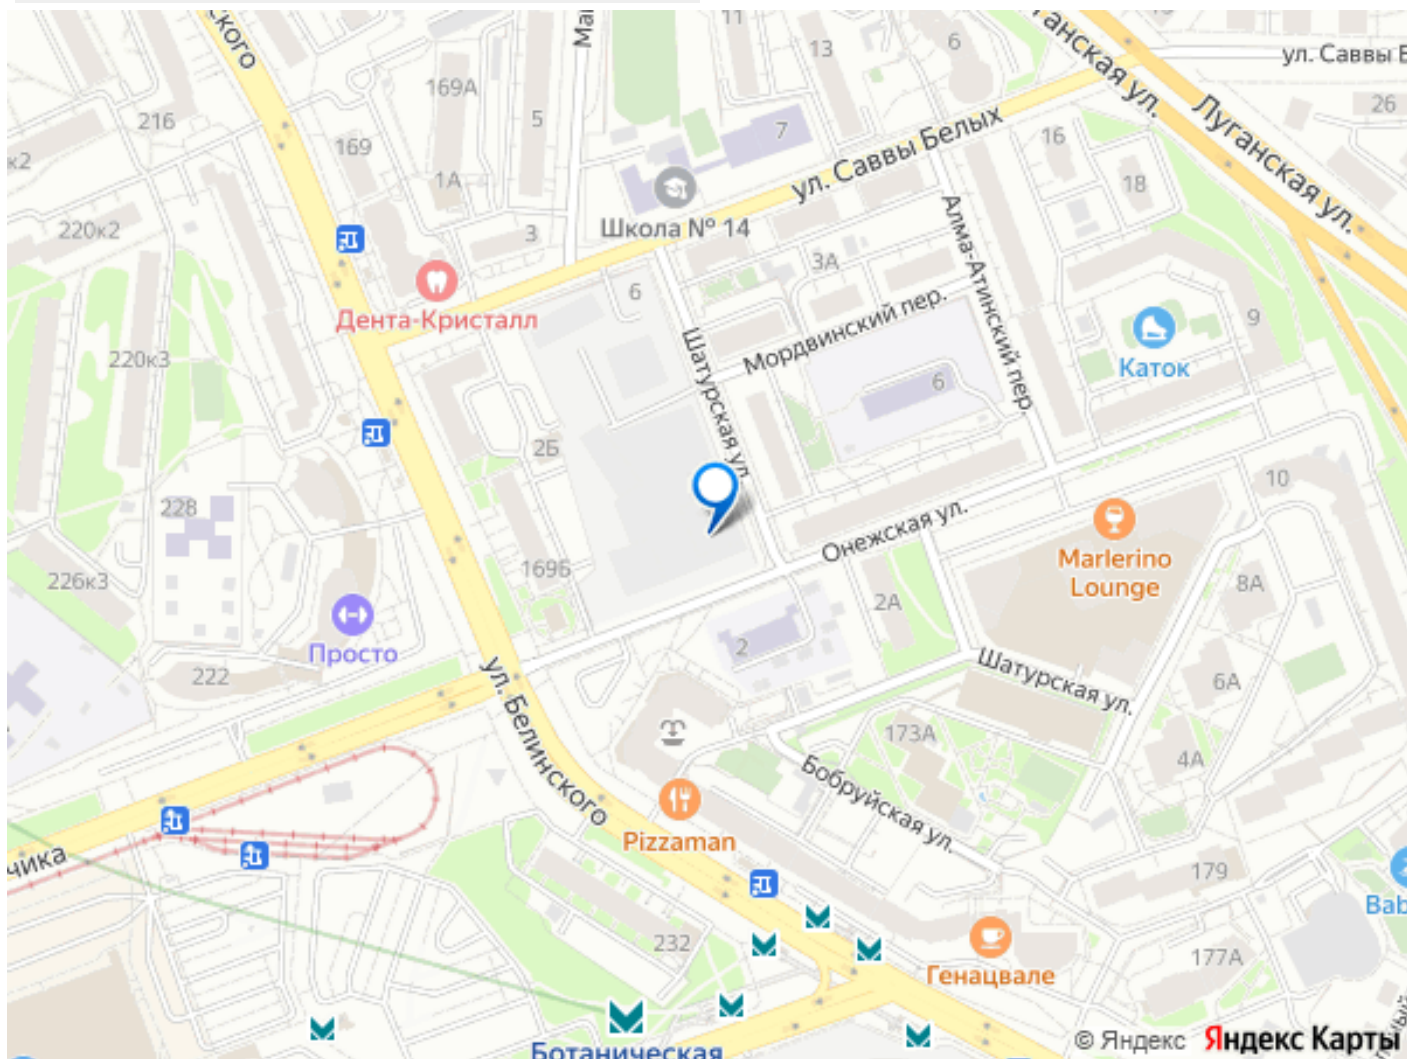 ского
Ма
11
13
6
ганская ул.
ул. Саввы Б
216
169А
5
7
26
Луганская ул.
к2
169
1А
ул. Саввы Белых
16
18
220к2
3
Школа № 14
3А
Алма-Атинский пер.
6
Дента-Кристалл
Шатурская ул.
Мордвинский пер.
9
Каток
220к3
6
2Б
228
10
Онежская ул.
Marlerino
Lounge
226к3
169Б
2А
8А
Просто
2
222
ул. Белинского
Шатурская ул.
6А
173А
4А
Бобруйская ул.
Pizzaman
чика
179
Bab
232
177А
Генацвале
Ботаническая
© Яндекс Яндекс Карты